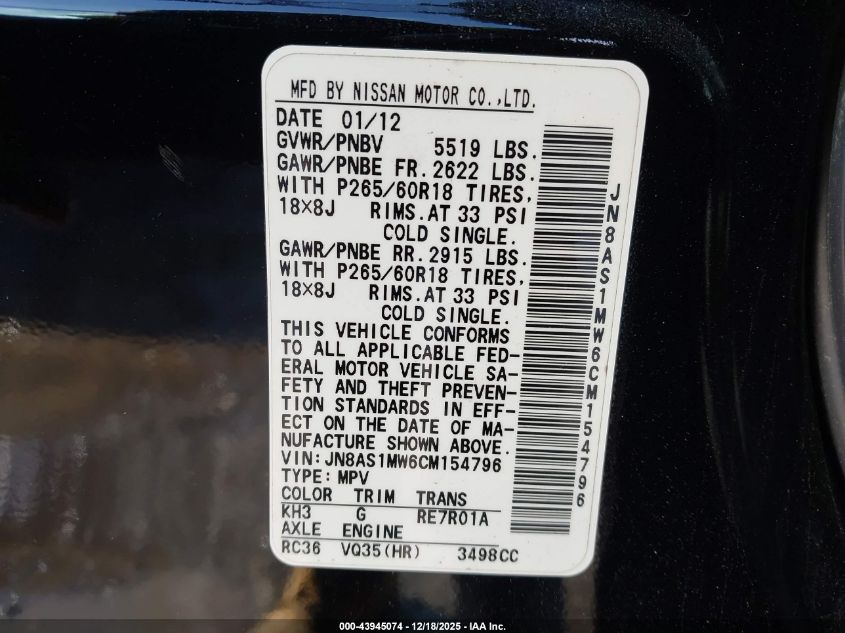 MFD BY NISSAN MOTOR CO.,LTD.
DATE 01/12
GVWR/PNBV 5519 LBS.
GAWR/PNBE FR.2622 LBS.
WITH P265/60R18 TIRES,
18×8J RIMS.AT 33 PSI
COLD SINGLE.
GAWR/PNBE RR.2915 LBS.
WITH P265/60R18 TIRES,
18×8J RIMS.AT 33 PSI
COLD SINGLE.
THIS VEHICLE CONFORMS
TO ALL APPLICABLE FED-
ERAL MOTOR VEHICLE SA-
FETY AND THEFT PREVEN-
TION STANDARDS IN EFF-
ECT ON THE DATE OF MA-
NUFACTURE SHOWN ABOVE.
VIN:JN8AS1MW6CM154796
TYPE:MPV
COLOR TRIM TRANS
KH3 G RE7R01A
AXLE ENGINE
RC36 VQ35(HR) 3498CC
JN8AS1MW6CM154796
000-43945074 - 12/18/2025 - IAA Inc.